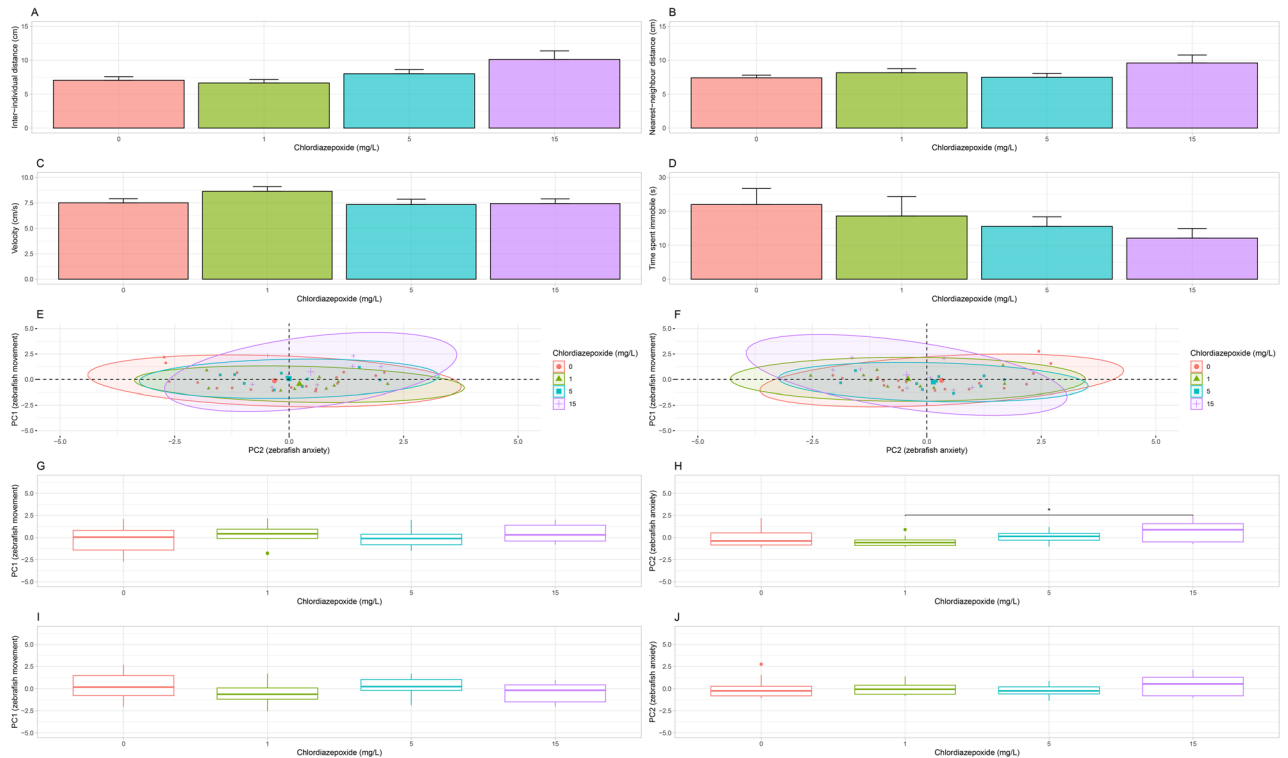 A
Inter-individual distance (cm)
15
10
5
0
0 1 5 15
Chlordiazepoxide (mg/L)
B
Nearest-neighbour distance (cm)
15
10
5
0
0 1 5 15
Chlordiazepoxide (mg/L)
C
Velocity (cm/s)
10.0
7.5
5.0
2.5
0.0
0 1 5 15
Chlordiazepoxide (mg/L)
D
Time spent immobile (s)
30
20
10
0
0 1 5 15
Chlordiazepoxide (mg/L)
E
PC1 (zebrafish movement)
5.0
2.5
0.0
−2.5
−5.0
−5.0 −2.5 0.0 2.5 5.0
PC2 (zebrafish anxiety)
Chlordiazepoxide (mg/L)
0
1
5
15
F
PC1 (zebrafish movement)
5.0
2.5
0.0
−2.5
−5.0
−5.0 −2.5 0.0 2.5 5.0
PC2 (zebrafish anxiety)
Chlordiazepoxide (mg/L)
0
1
5
15
G
PC1 (zebrafish movement)
5.0
2.5
0.0
−2.5
−5.0
0 1 5 15
Chlordiazepoxide (mg/L)
H
PC2 (zebrafish anxiety)
5.0
2.5
0.0
−2.5
−5.0
*
0 1 5 15
Chlordiazepoxide (mg/L)
I
PC1 (zebrafish movement)
5.0
2.5
0.0
−2.5
−5.0
0 1 5 15
Chlordiazepoxide (mg/L)
J
PC2 (zebrafish anxiety)
5.0
2.5
0.0
−2.5
−5.0
0 1 5 15
Chlordiazepoxide (mg/L)